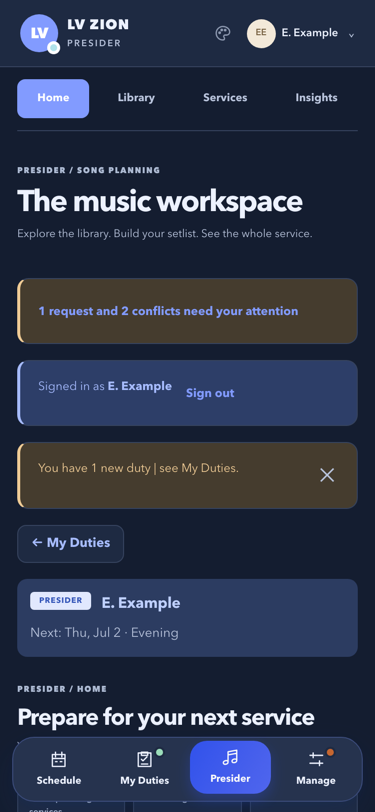 LV
LV ZION
PRESIDER
EE
E. Example
Home
Library
Services
Insights
PRESIDER / SONG PLANNING
The music workspace
Explore the library. Build your setlist. See the whole service.
1 request and 2 conflicts need your attention
Signed in as E. Example
Sign out
You have 1 new duty | see My Duties.
← My Duties
PRESIDER
E. Example
Next: Thu, Jul 2 · Evening
PRESIDER / HOME
Prepare for your next service
Schedule
My Duties
Presider
Manage
services